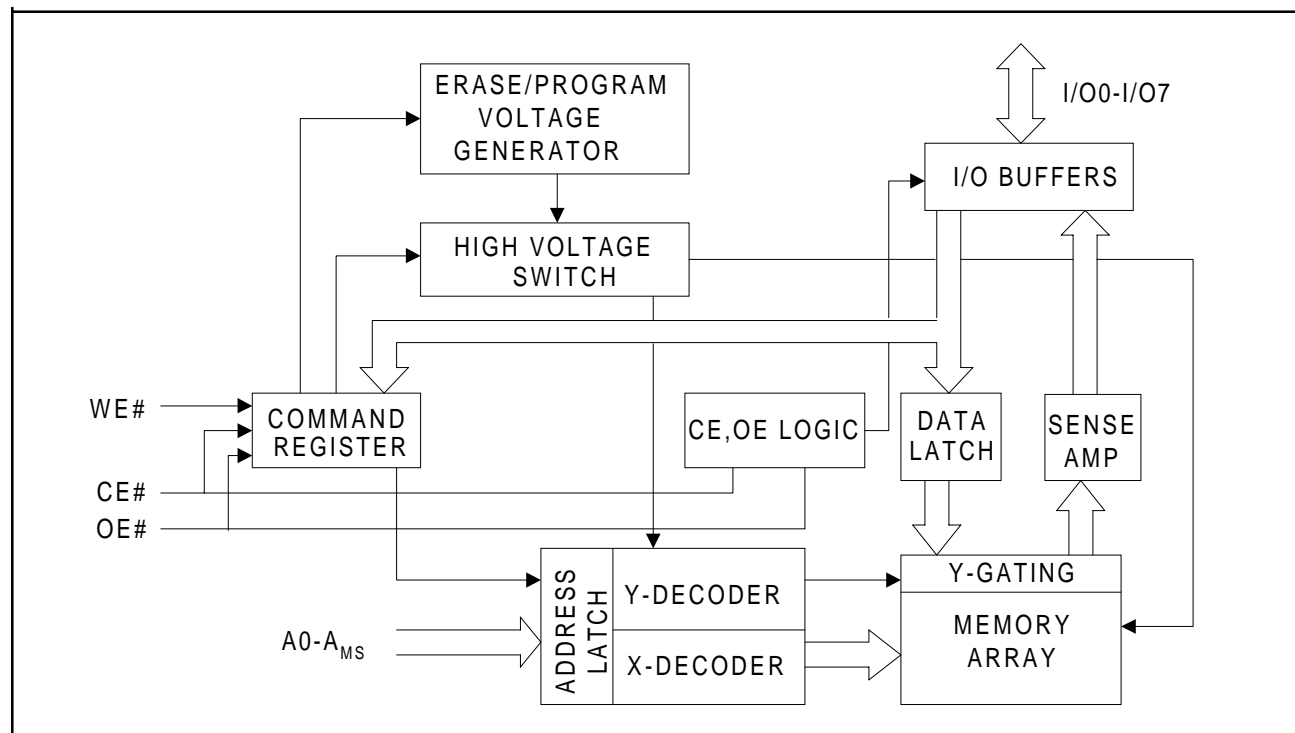 ERASE/PROGRAM
VOLTAGE
GENERATOR
I/O0-I/O7
I/O BUFFERS
HIGH VOLTAGE
SWITCH
WE#
COMMAND
REGISTER
CE,OE LOGIC
DATA
LATCH
SENSE
AMP
CE#
OE#
ADDRESS
LATCH
Y-DECODER
X-DECODER
Y-GATING
MEMORY
ARRAY
A0-AMS